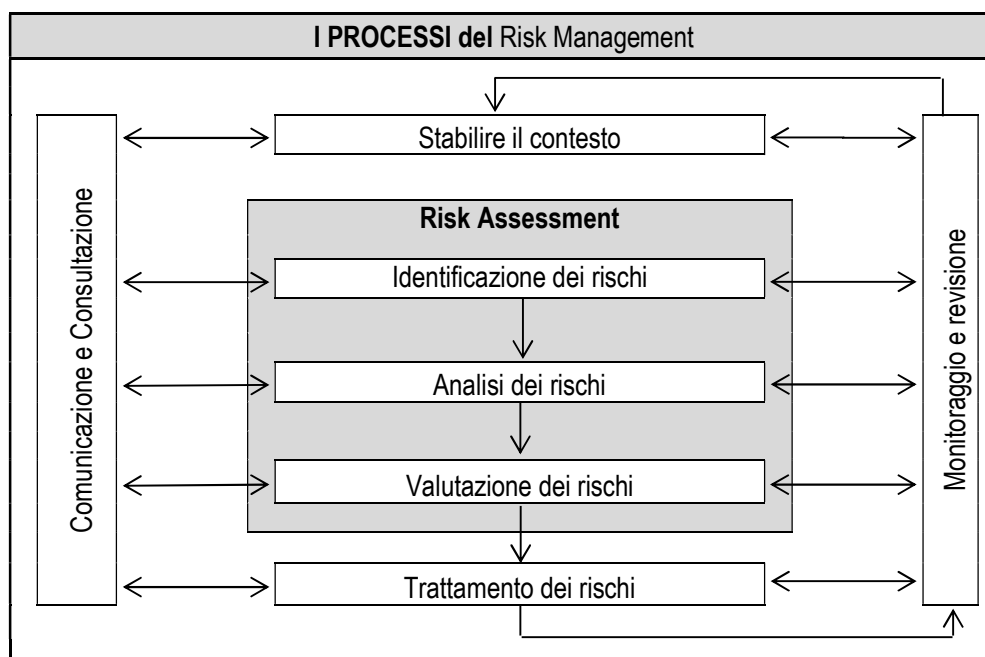 I PROCESSI del Risk Management
Stabilire il contesto
Risk Assessment
Identificazione dei rischi
Analisi dei rischi
Valutazione dei rischi
Trattamento dei rischi
Comunicazione e Consultazione
Monitoraggio e revisione